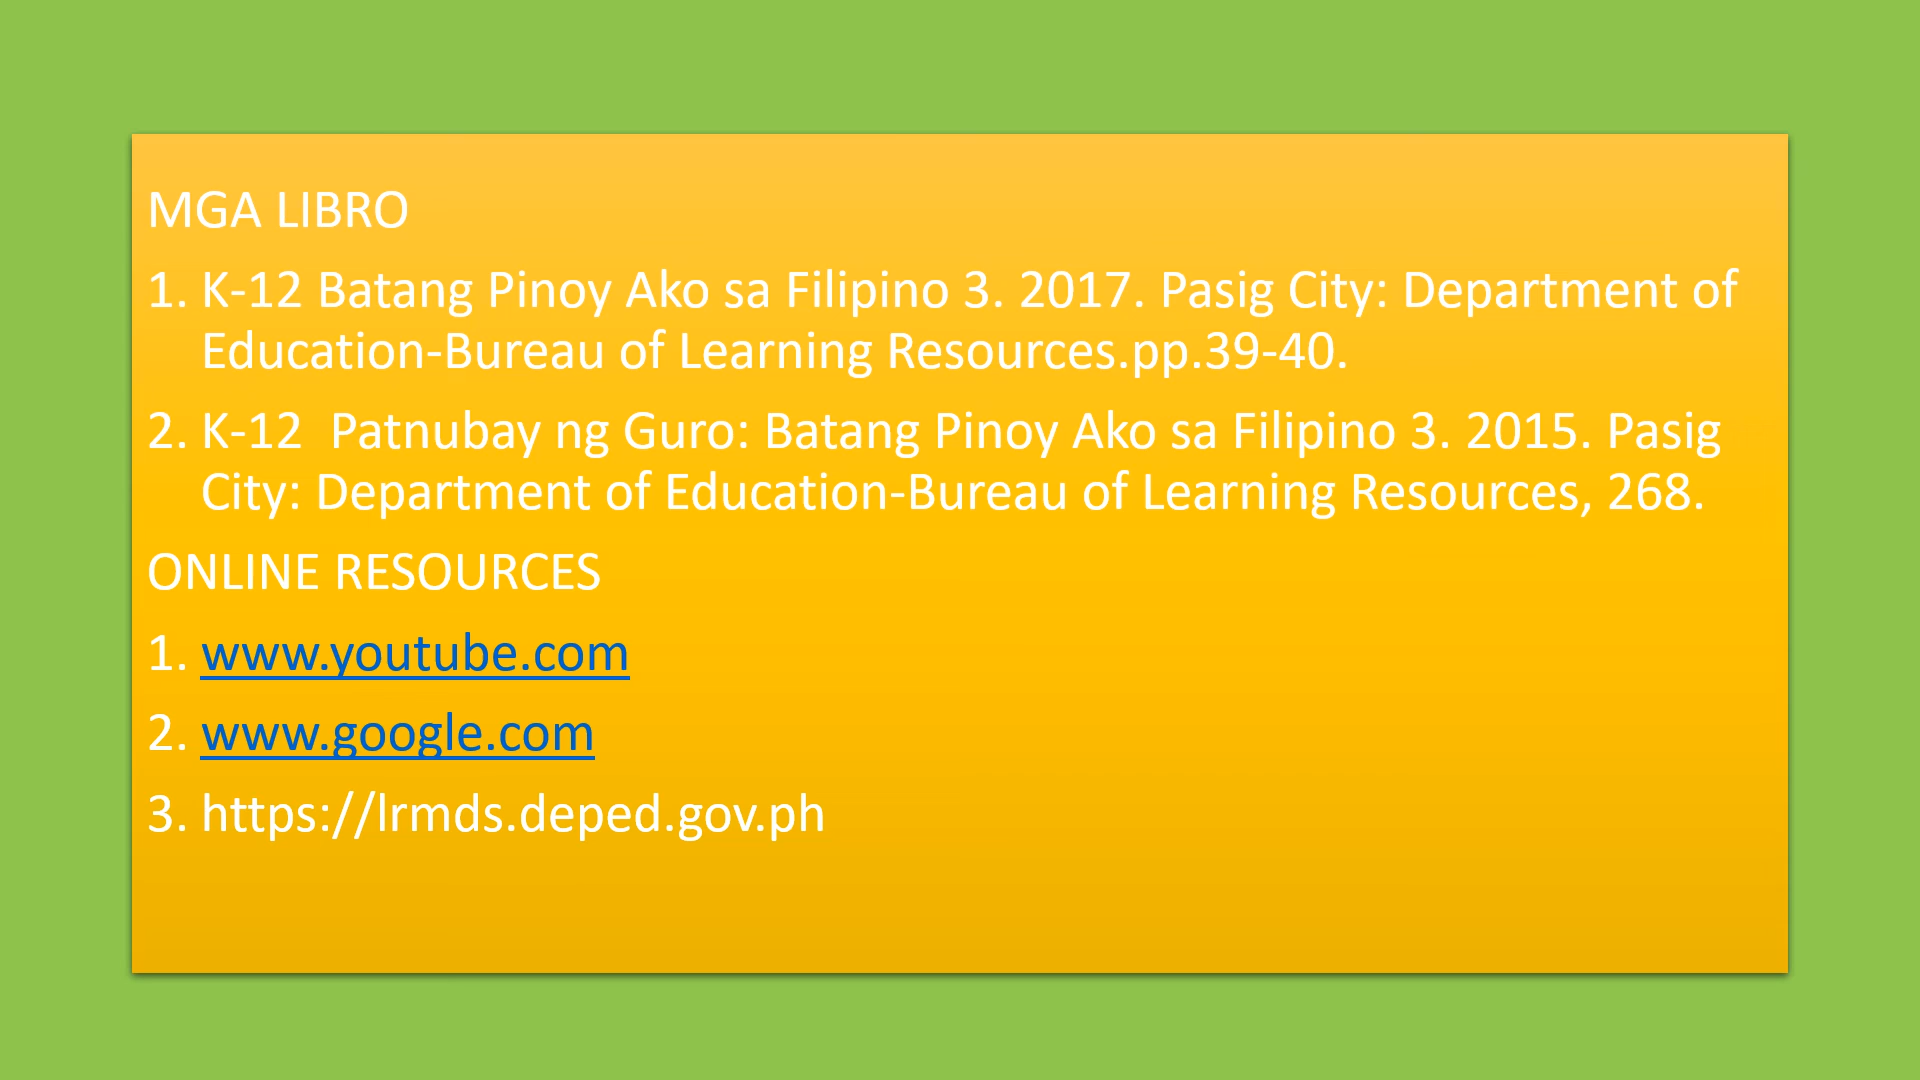 MGA LIBRO
1. K-12 Batang Pinoy Ako sa Filipino 3. 2017. Pasig City: Department of
Education-Bureau of Learning Resources.pp.39-40.
2. K-12  Patnubay ng Guro: Batang Pinoy Ako sa Filipino 3. 2015. Pasig
City: Department of Education-Bureau of Learning Resources, 268.
ONLINE RESOURCES
1. www.youtube.com
2. www.google.com
3. https://lrmds.deped.gov.ph